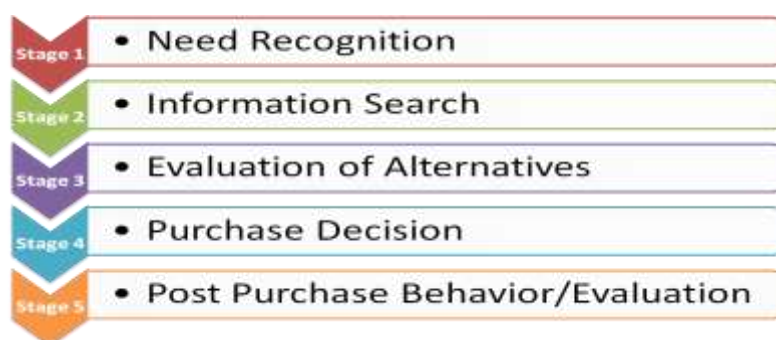 Stage 1
• Need Recognition
Stage 2
• Information Search
Stage 3
• Evaluation of Alternatives
Stage 4
• Purchase Decision
Stage 5
• Post Purchase Behavior/Evaluation